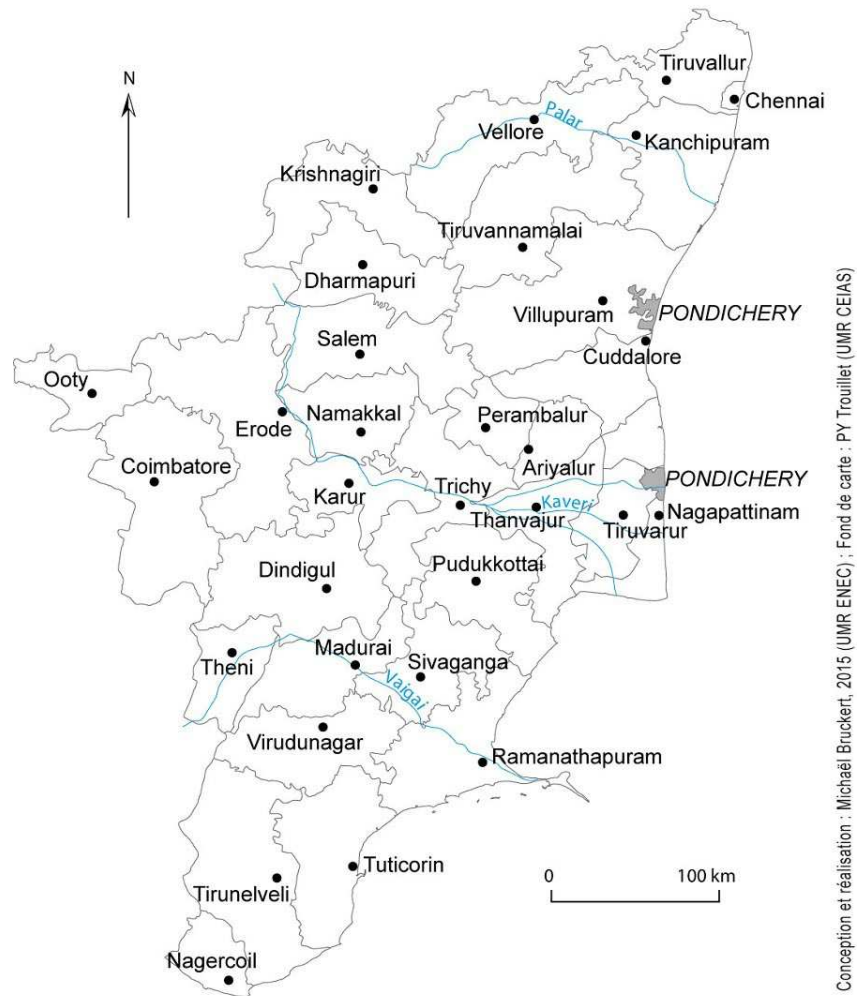 N
Tiruvallur
Chennai
Palar
Vellore
Kanchipuram
Krishnagiri
Tiruvannamalai
Dharmapuri
Villupuram
PONDICHERY
Salem
Cuddalore
Ooty
Erode
Namakkal
Perambalur
Ariyalur
Coimbatore
Karur
Trichy
PONDICHERY
Kaveri
Thanvajur
Nagapattinam
Tiruvarur
Dindigul
Pudukkottai
Theni
Madurai
Sivaganga
Vaigai
Virudunagar
Ramanathapuram
Tuticorin
Tirunelveli
0 100 km
Nagercoil
Conception et réalisation : Michaël Bruckert, 2015 (UMR ENEC) ; Fond de carte : PY Trouillet (UMR CEIAS)